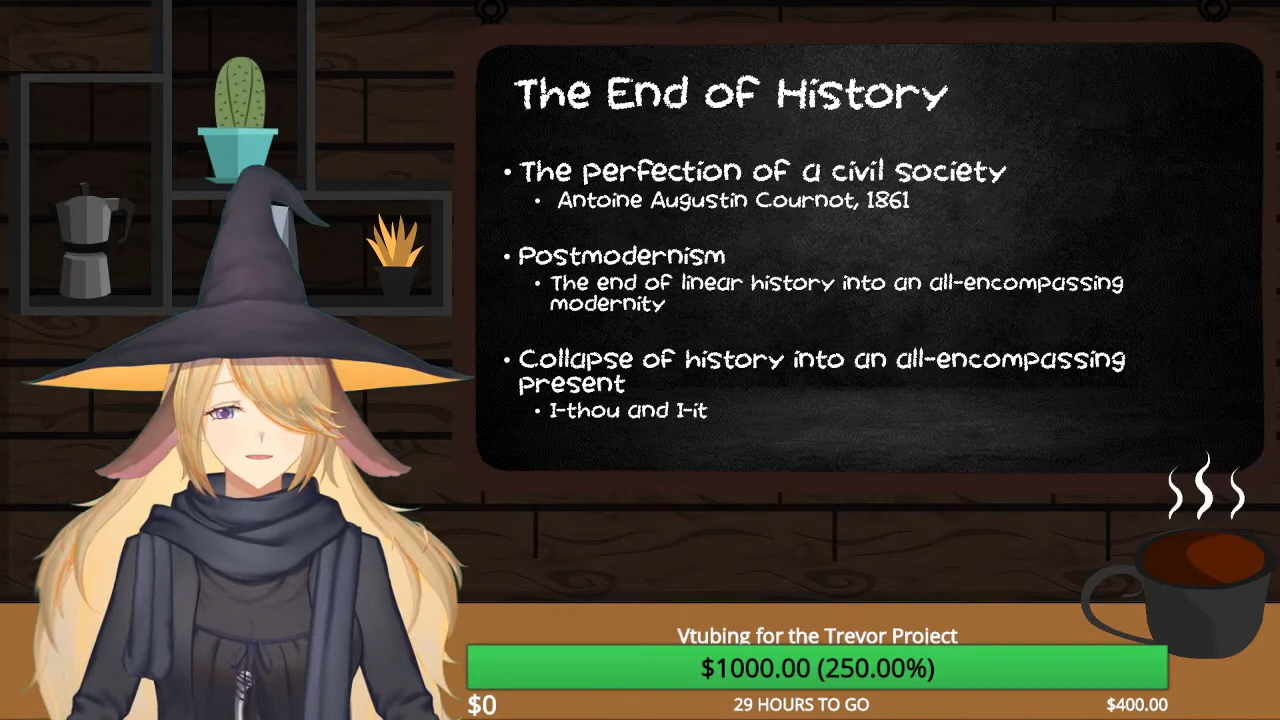 The End of History
• The perfection of a civil society
• Antoine Augustin Cournot, 1861
• Postmodernism
• The end of linear history into an all-encompassing
modernity
• Collapse of history into an all-encompassing
present
• I-thou and I-it
Vtubing for the Trevor Project
$1000.00 (250.00%)
$0
29 HOURS TO GO
$400.00